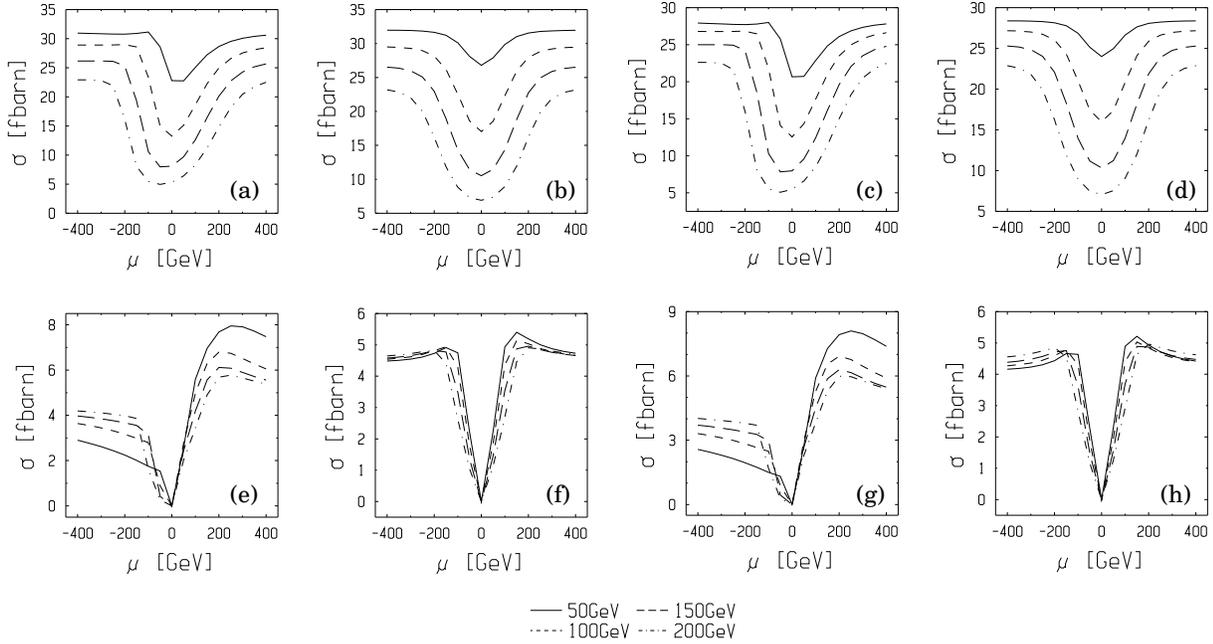 σ [fbarn]
35
30
25
20
15
10
5
0
-400 -200 0 200 400
μ [GeV]
(a)
σ [fbarn]
35
30
25
20
15
10
5
-400 -200 0 200 400
μ [GeV]
(b)
σ [fbarn]
30
25
20
15
10
5
-400 -200 0 200 400
μ [GeV]
(c)
σ [fbarn]
30
25
20
15
10
5
-400 -200 0 200 400
μ [GeV]
(d)
σ [fbarn]
8
6
4
2
0
-400 -200 0 200 400
μ [GeV]
(e)
σ [fbarn]
6
5
4
3
2
1
0
-400 -200 0 200 400
μ [GeV]
(f)
σ [fbarn]
9
6
3
0
-400 -200 0 200 400
μ [GeV]
(g)
σ [fbarn]
6
5
4
3
2
1
0
-400 -200 0 200 400
μ [GeV]
(h)
50GeV 150GeV
100GeV 200GeV